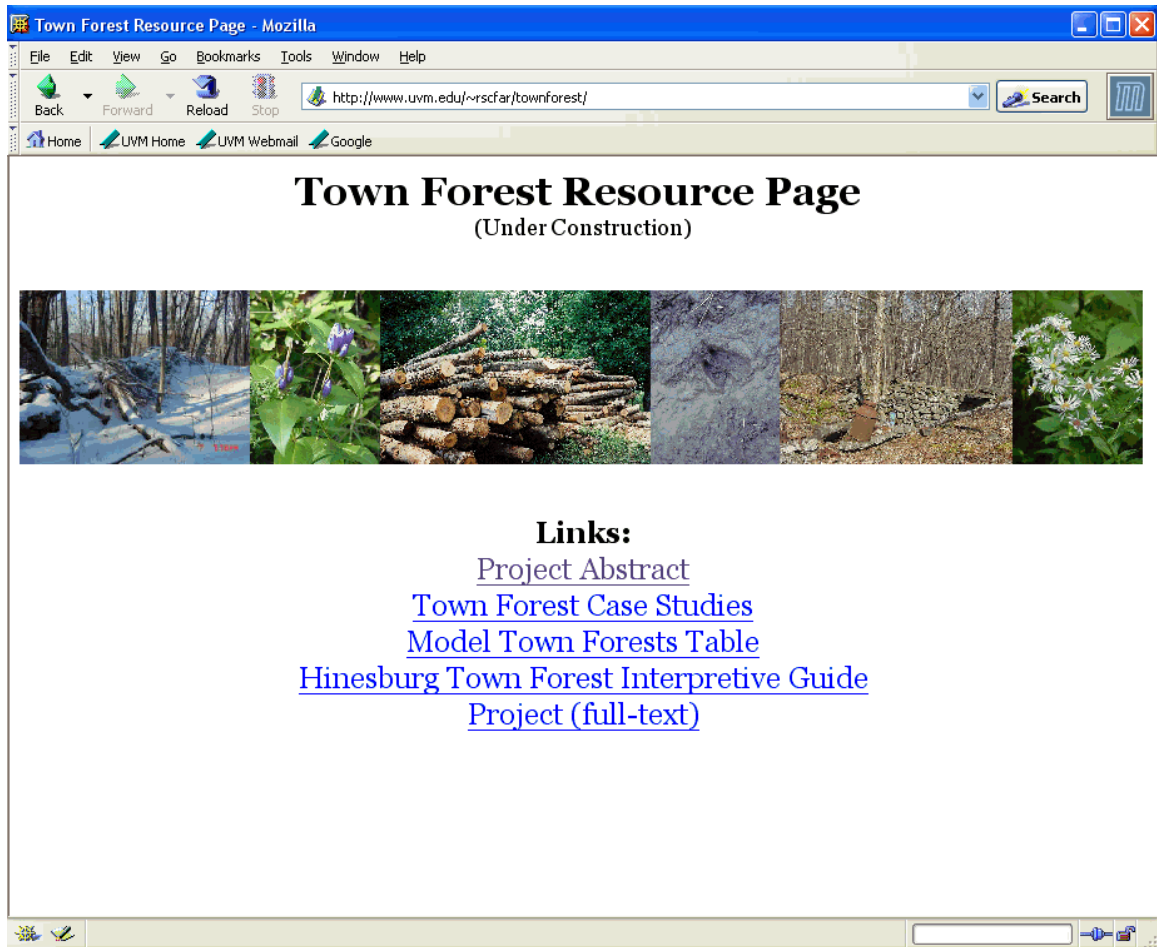 Town Forest Resource Page - Mozilla
File Edit View Go Bookmarks Tools Window Help
Back Forward Reload Stop http://www.uvm.edu/~rscfar/townforest/ Search
Home UVM Home UVM Webmail Google
Town Forest Resource Page
(Under Construction)
Links:
Project Abstract
Town Forest Case Studies
Model Town Forests Table
Hinesburg Town Forest Interpretive Guide
Project (full-text)